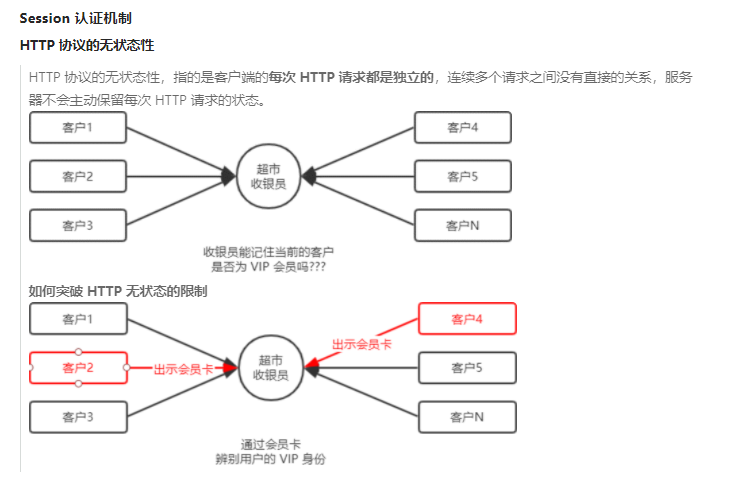 Session 认证机制
HTTP 协议的无状态性
HTTP 协议的无状态性，指的是客户端的每次 HTTP 请求都是独立的，连续多个请求之间没有直接的关系，服务
器不会主动保留每次 HTTP 请求的状态。
客户1
客户4
客户2
超市
收银员
客户5
客户3
客户N
收银员能记住当前的客户
是否为 VIP 会员吗???
如何突破 HTTP 无状态的限制
客户1
客户4
出示会员卡
客户2
出示会员卡
超市
收银员
客户5
客户3
客户N
通过会员卡
辨别用户的 VIP 身份